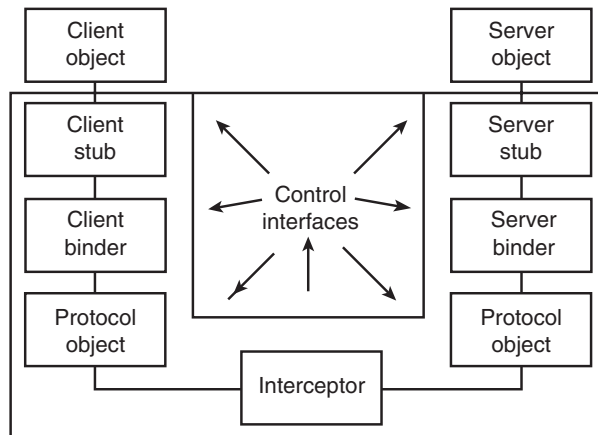 Client
object
Server
object
Client
stub
Server
stub
Control
interfaces
Client
binder
Server
binder
Protocol
object
Protocol
object
Interceptor